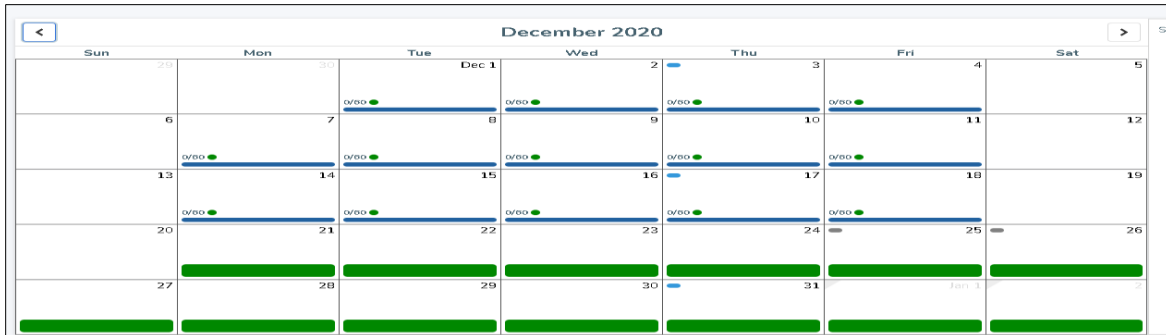 < December 2020 > S
Sun Mon Tue Wed Thu Fri Sat
29 30 Dec 1 2 3 4 5
0/80 0/80 0/80 0/80
6 7 8 9 10 11 12
0/80 0/80 0/80 0/80 0/80
13 14 15 16 17 18 19
0/80 0/80 0/80 0/80 0/80
20 21 22 23 24 25 26
27 28 29 30 31 Jan 1 2